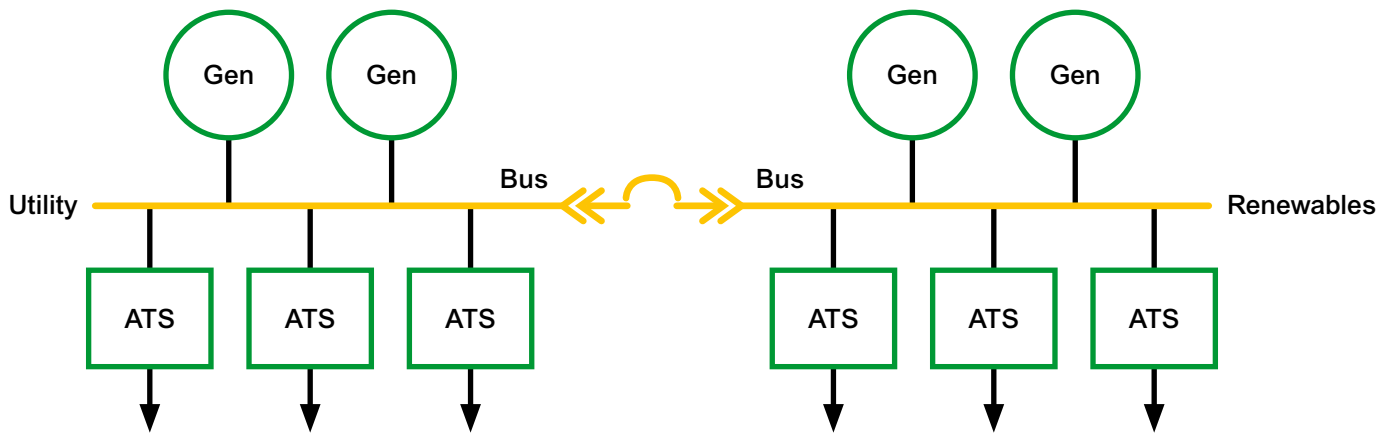 Gen
Gen
Gen
Gen
Bus
Bus
Utility
Renewables
ATS
ATS
ATS
ATS
ATS
ATS